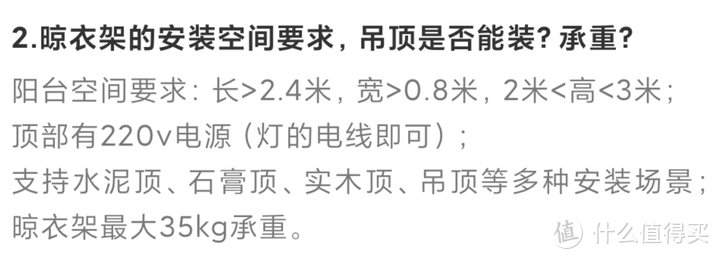 2.晾衣架的安装空间要求，吊顶是否能装？承重？
阳台空间要求：长>2.4米，宽>0.8米，2米<高<3米；
顶部有220v电源（灯的电线即可）；
支持水泥顶、石膏顶、实木顶、吊顶等多种安装场景；
晾衣架最大35kg承重。
值 什么值得买